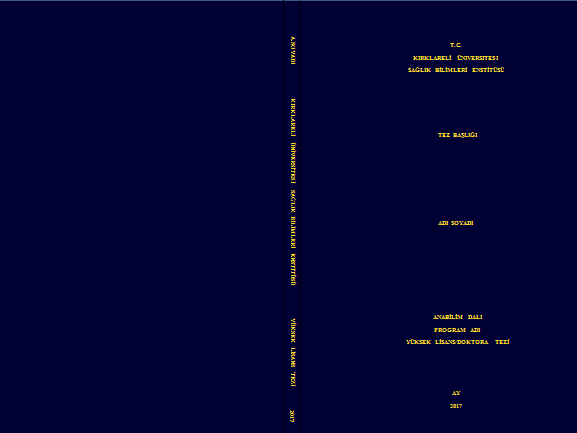 A.SOYADI
KIRKLARELİ ÜNİVERSİTESİ SAĞLIK BİLİMLERİ ENSTİTÜSÜ
YÜKSEK LİSANS TEZİ
2017
T.C.
KIRKLARELİ ÜNİVERSİTESİ
SAĞLIK BİLİMLERİ ENSTİTÜSÜ
TEZ BAŞLIĞI
ADI SOYADI
ANABİLİM DALI
PROGRAM ADI
YÜKSEK LİSANS/DOKTORA TEZİ
AY
2017